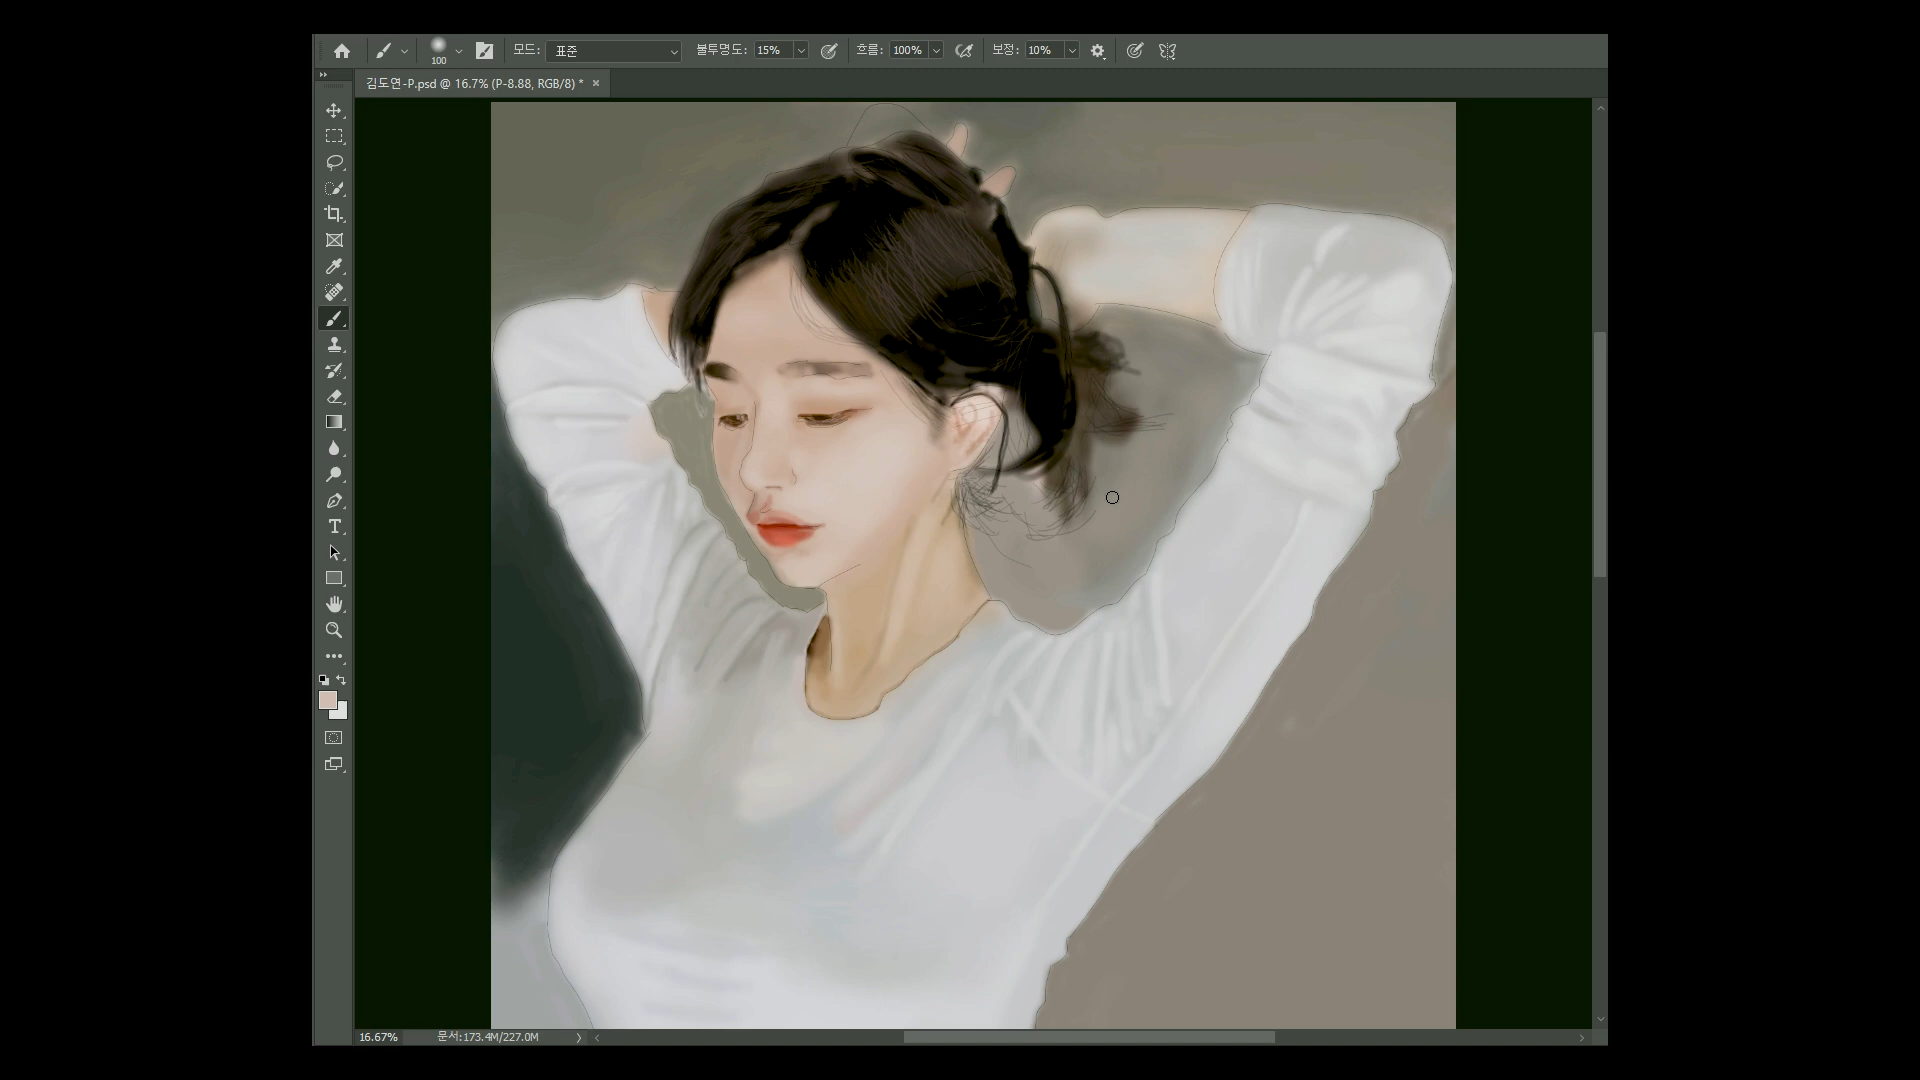 100 모드: 표준 불투명도: 15% 흐름: 100% 보정: 10%
김도연-P.psd @ 16.7% (P-8.88, RGB/8) *
16.67% 문서:173.4M/227.0M